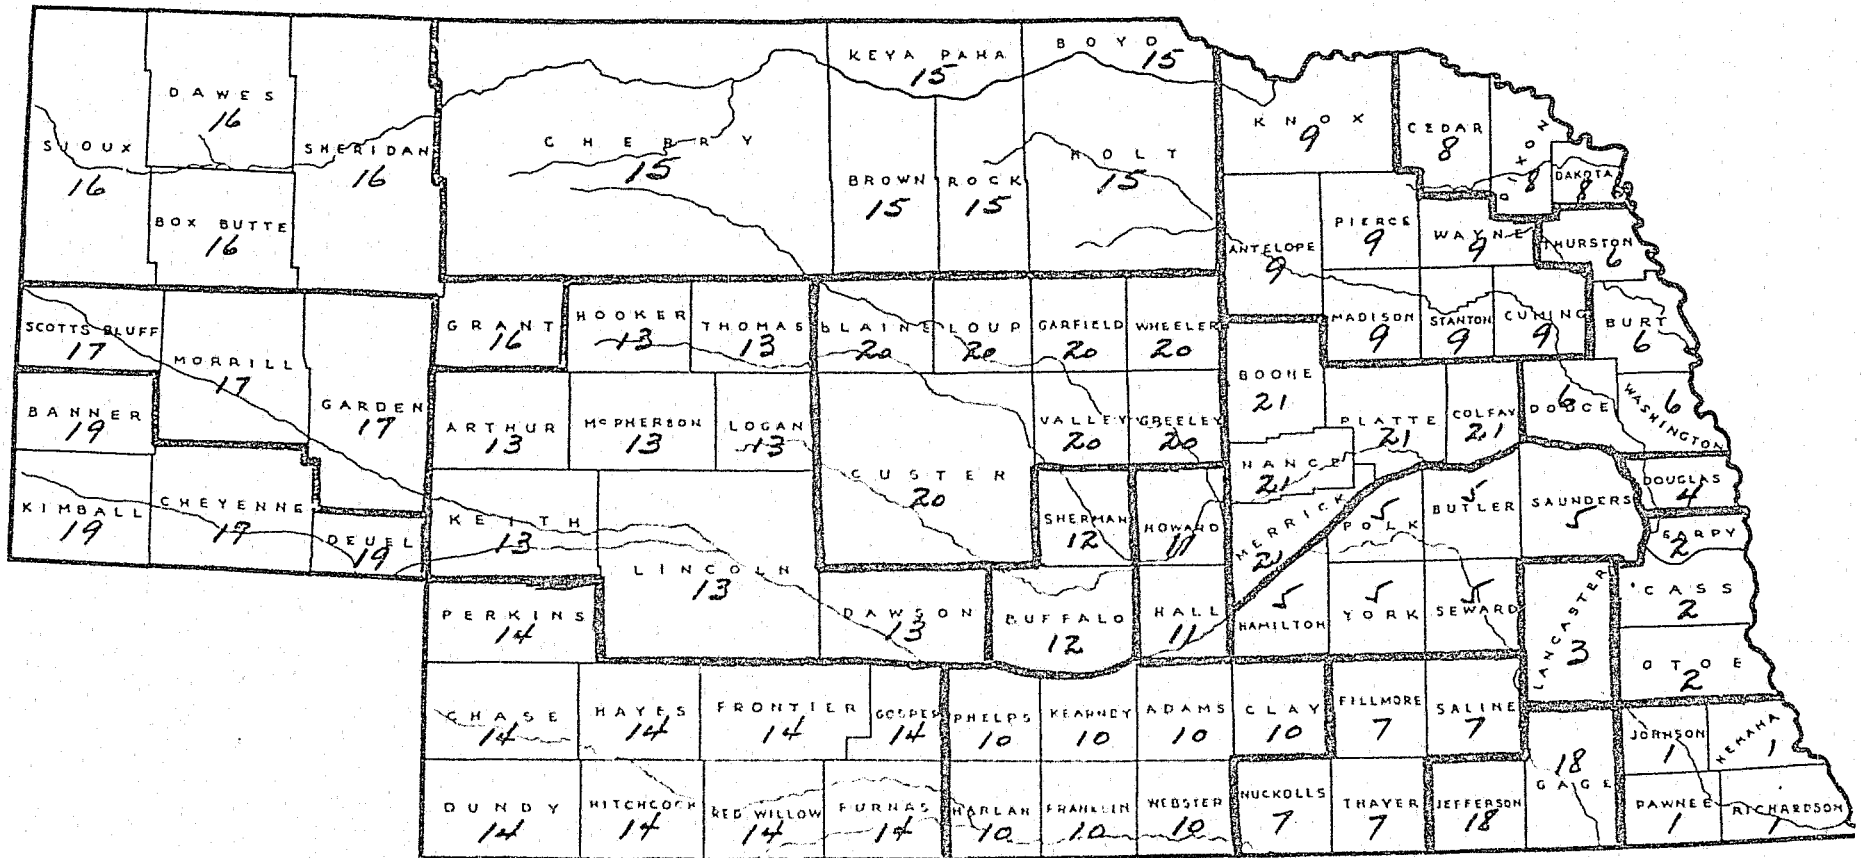 SIOUX
16
DAWES
16
BOX BUTTE
16
SHERIDAN
16
CHERRY
15
KEYA PAHA
15
BROWN
15
ROCK
15
BOYD
15
HOLT
15
KNOX
9
CEDAR
8
DIXON
8
DAKOTA
8
ANTELOPE
9
PIERCE
9
WAYNE
9
THURSTON
6
SCOTTS BLUFF
17
MORRILL
17
GARDEN
17
GRANT
16
HOOKER
13
THOMAS
13
BLAINE
20
LOUP
20
GARFIELD
20
WHEELER
20
MADISON
9
STANTON
9
CUMING
9
BURT
6
BANNER
19
ARTHUR
13
McPHERSON
13
LOGAN
13
CUSTER
20
VALLEY
20
GREELEY
20
BOONE
21
PLATTE
21
COLFAX
21
DODGE
6
WASHINGTON
6
NANCE
21
KIMBALL
19
CHEYENNE
17
DEUEL
19
KEITH
13
LINCOLN
13
SHERMAN
12
HOWARD
11
MERRICK
21
POLK
5
BUTLER
5
SAUNDERS
5
DOUGLAS
4
SARPY
2
PERKINS
14
DAWSON
13
BUFFALO
12
HALL
11
HAMILTON
5
YORK
5
SEWARD
5
LANCASTER
3
CASS
2
OTOE
2
CHASE
14
HAYES
14
FRONTIER
14
GOSPER
14
PHELPS
10
KEARNEY
10
ADAMS
10
CLAY
10
FILLMORE
7
SALINE
7
GAGE
18
JOHNSON
1
NEMAHA
1
DUNDY
14
HITCHCOCK
14
RED WILLOW
14
FURNAS
14
HARLAN
10
FRANKLIN
10
WEBSTER
10
NUCKOLLS
7
THAYER
7
JEFFERSON
18
PAWNEE
1
RICHARDSON
1